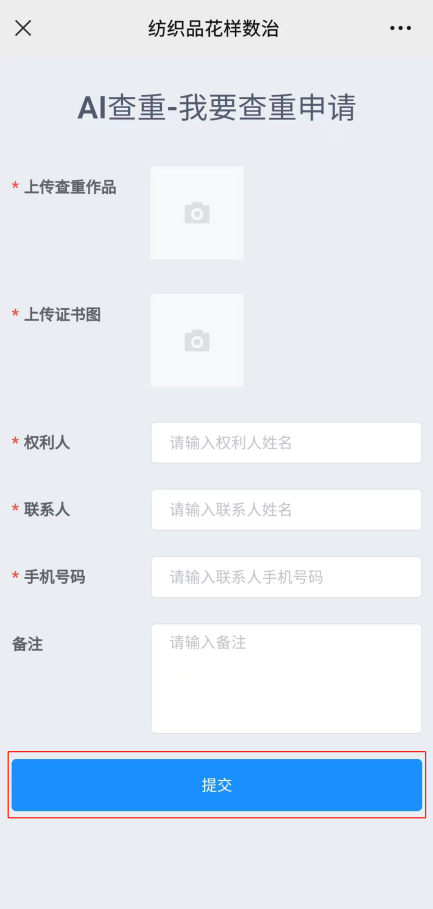 纺织品花样数治
AI查重-我要查重申请
* 上传查重作品
* 上传证书图
* 权利人 请输入权利人姓名
* 联系人 请输入联系人姓名
* 手机号码 请输入联系人手机号码
备注 请输入备注
提交